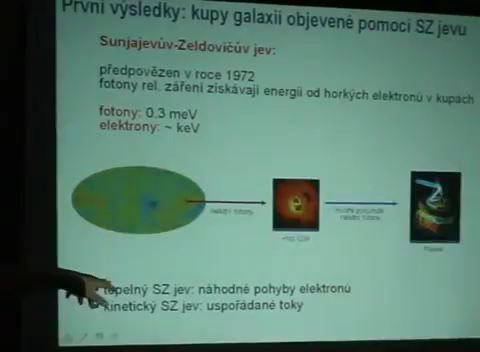 První výsledky: kupy galaxií objevené pomocí SZ jevu
Sunjajevův-Zeldovičův jev:
předpovězen v roce 1972
fotony rel. záření získávají energii od horkých elektronů v kupách
fotony: 0.3 meV
elektrony: ~ keV
tepelný SZ jev: náhodné pohyby elektronů
kinetický SZ jev: uspořádané toky